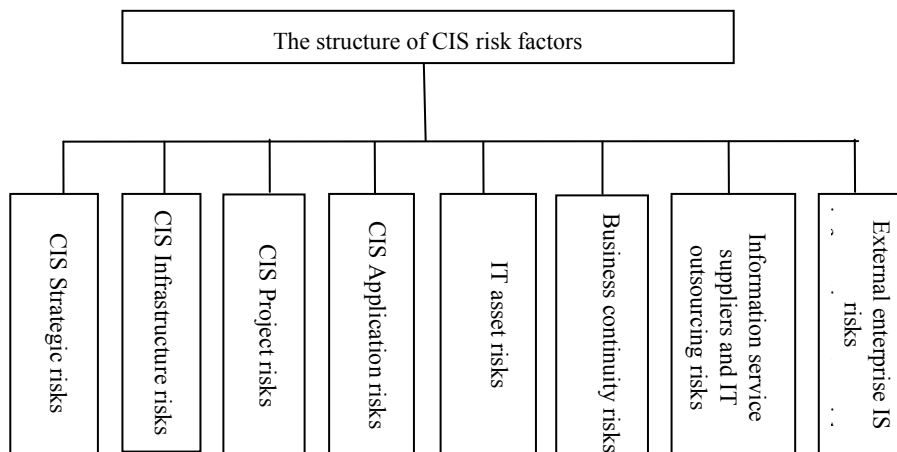 The structure of CIS risk factors
CIS Strategic risks
CIS Infrastructure risks
CIS Project risks
CIS Application risks
IT asset risks
Business continuity risks
Information service
suppliers and IT
outsourcing risks
External enterprise IS
risks